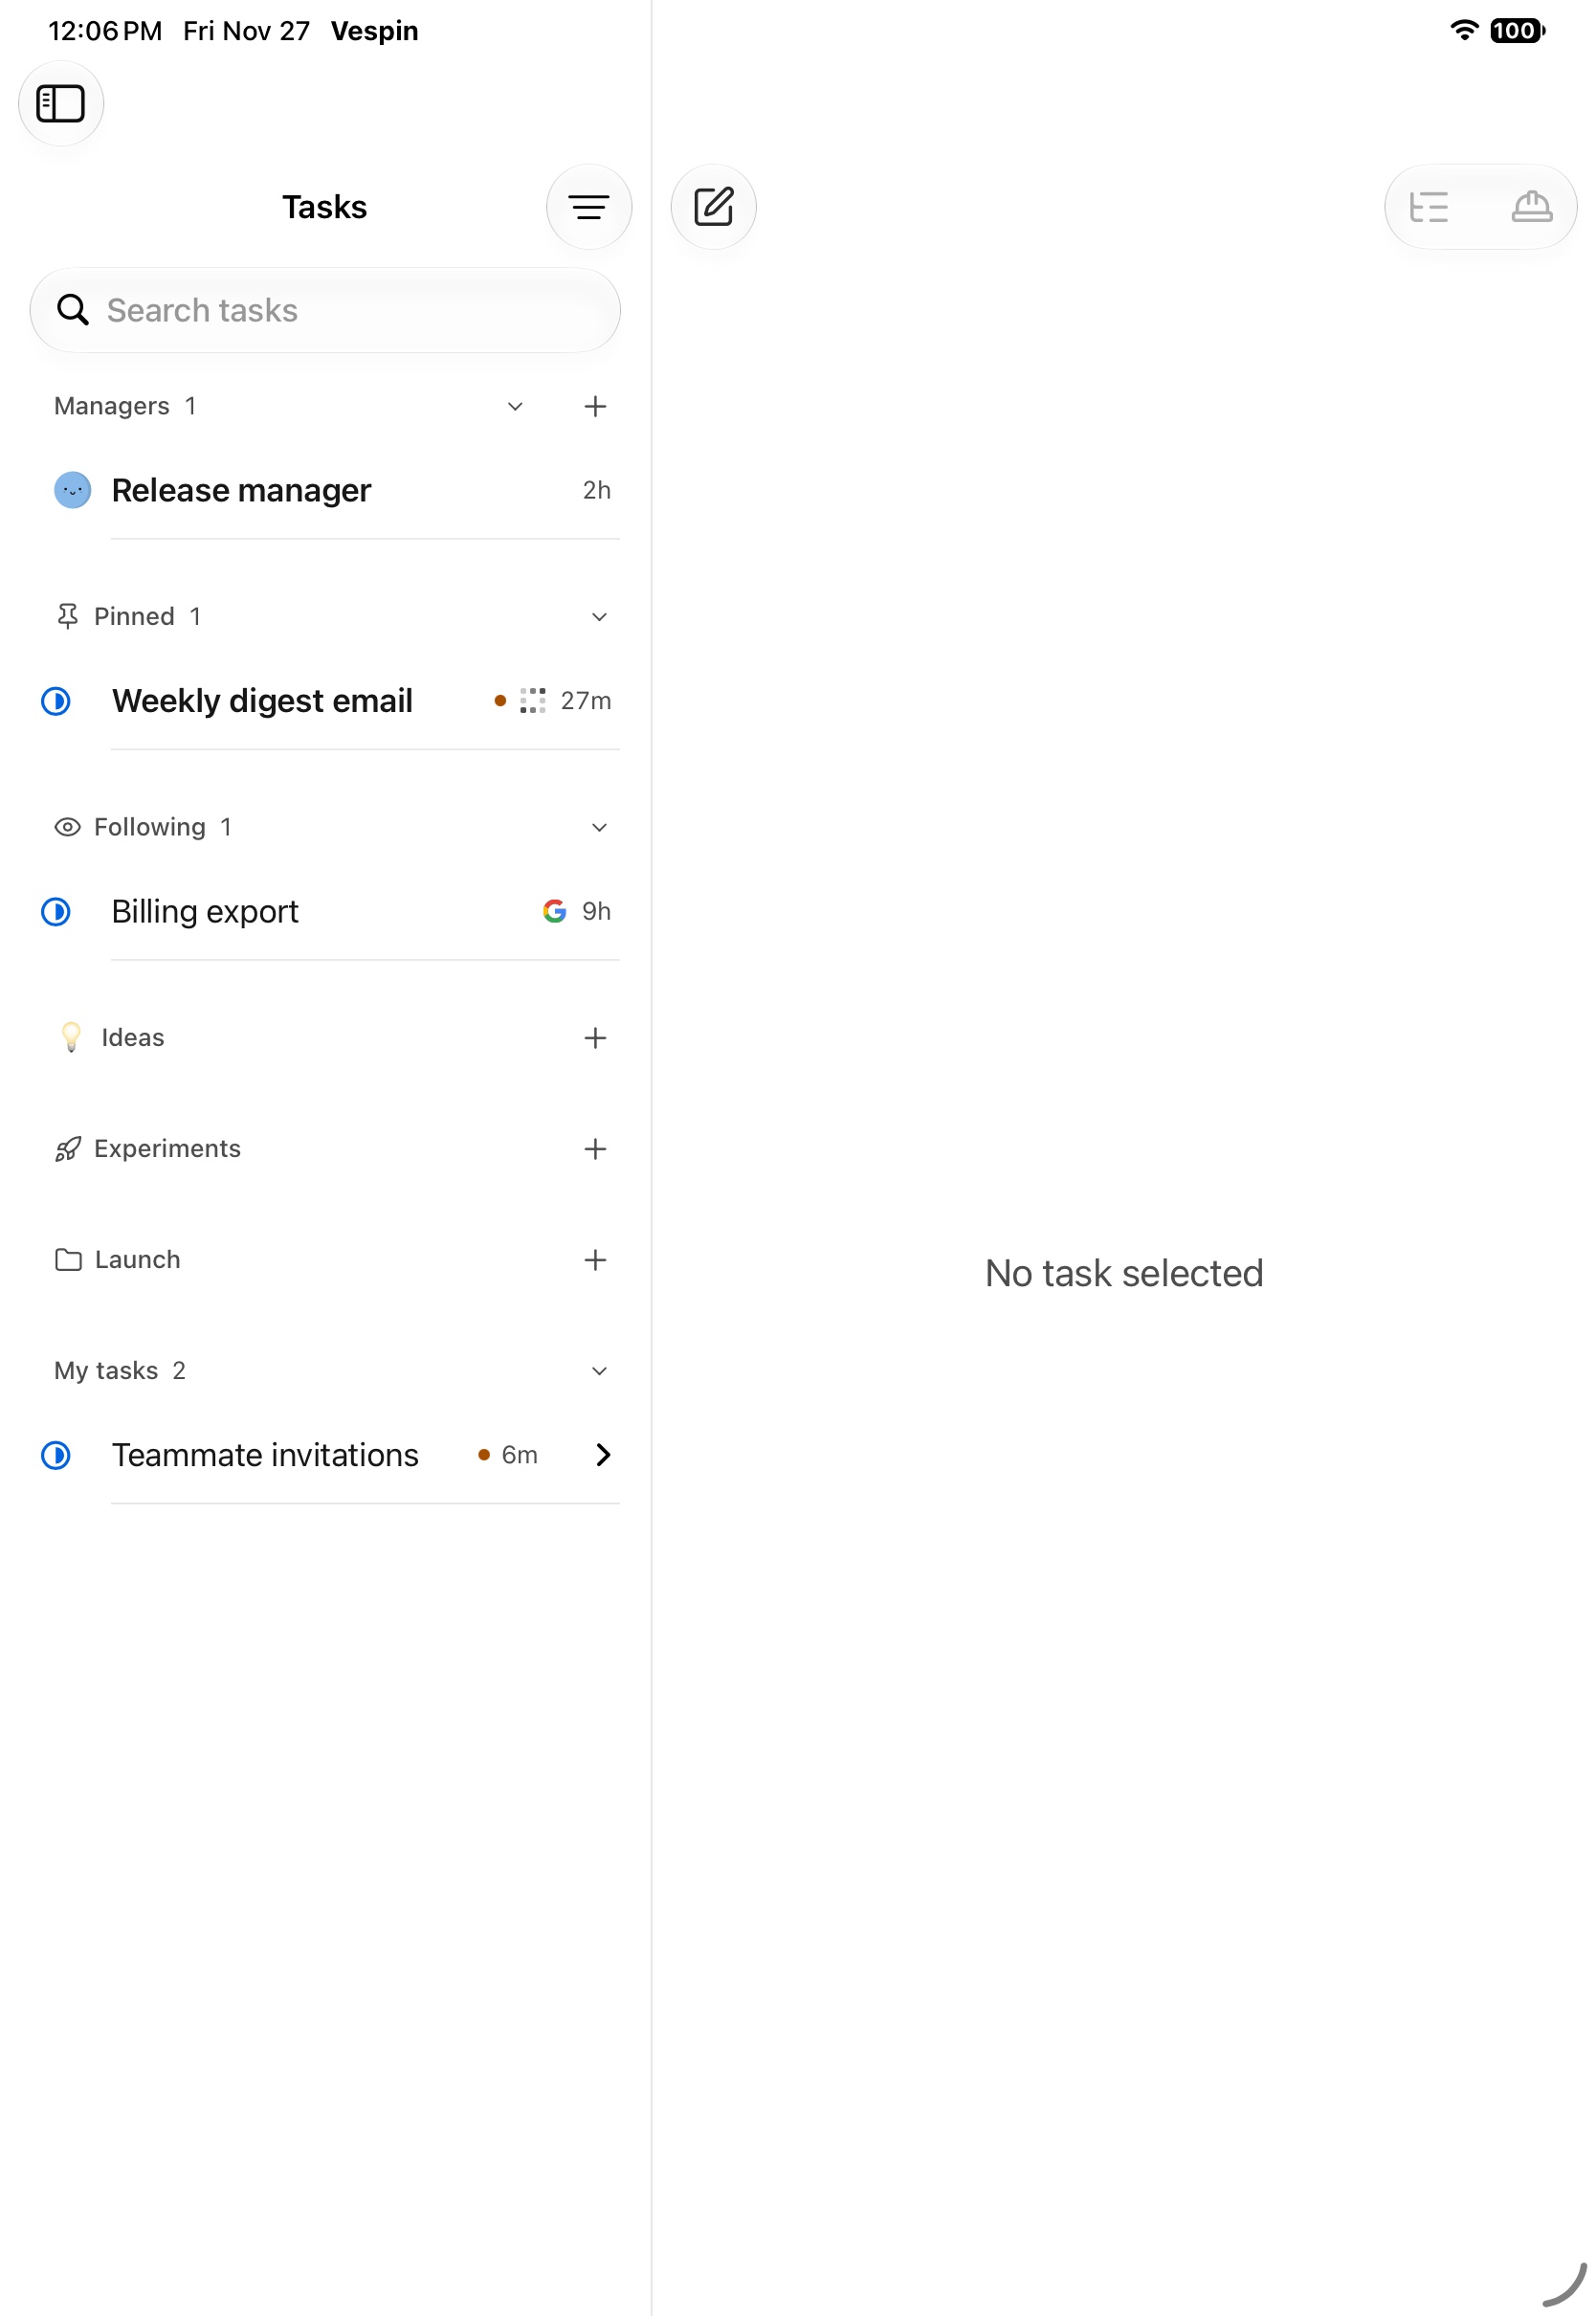 12:06 PM Fri Nov 27 Vespin
100
Tasks
Search tasks
Managers 1
Release manager 2h
Pinned 1
Weekly digest email 27m
Following 1
Billing export 9h
Ideas
Experiments
Launch
No task selected
My tasks 2
Teammate invitations 6m